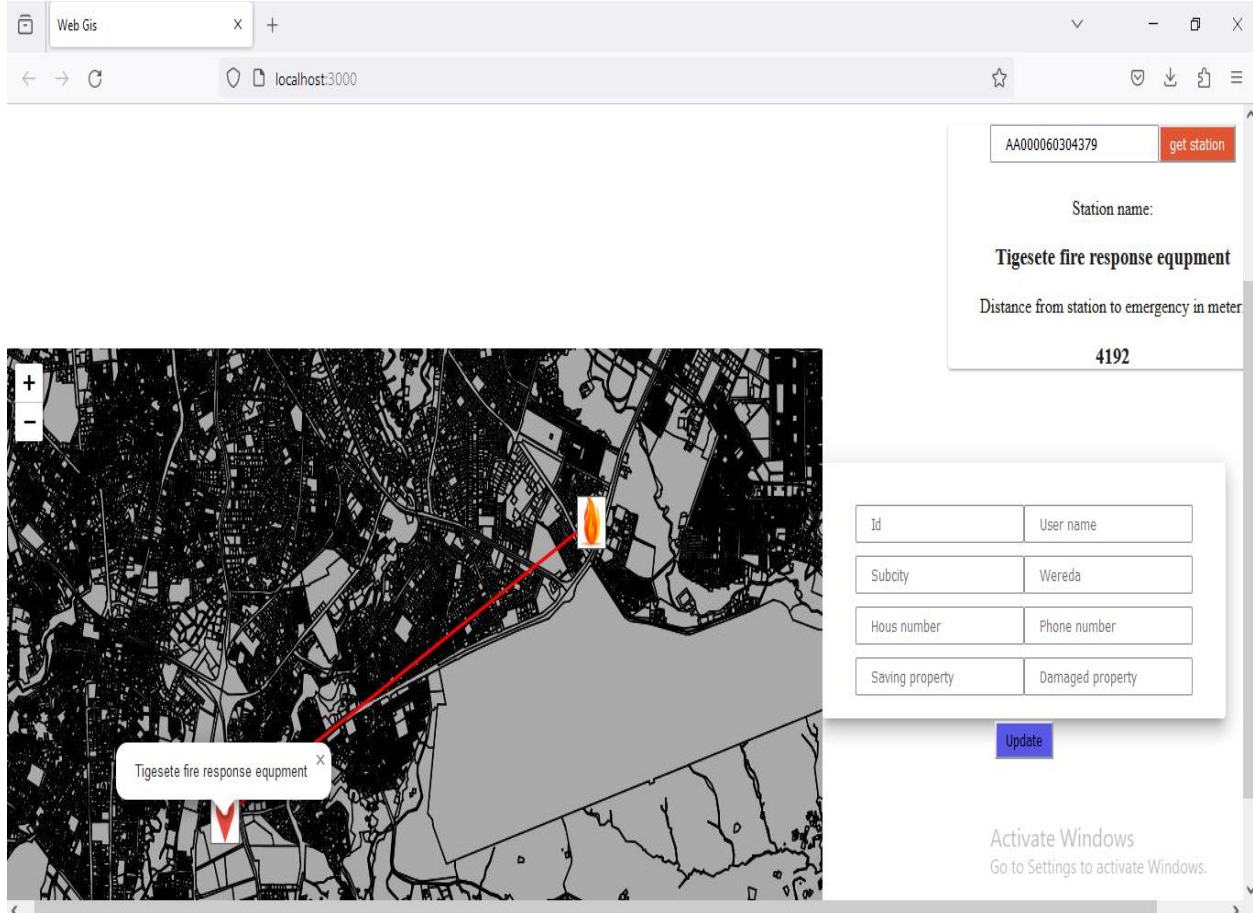 Web Gis
localhost:3000
AA000060304379 get station
Station name:
Tigesete fire response equpment
Distance from station to emergency in meter:
4192
+
−
Id User name
Subcity Wereda
Hous number Phone number
Saving property Damaged property
Update
Tigesete fire response equpment ×
Activate Windows
Go to Settings to activate Windows.